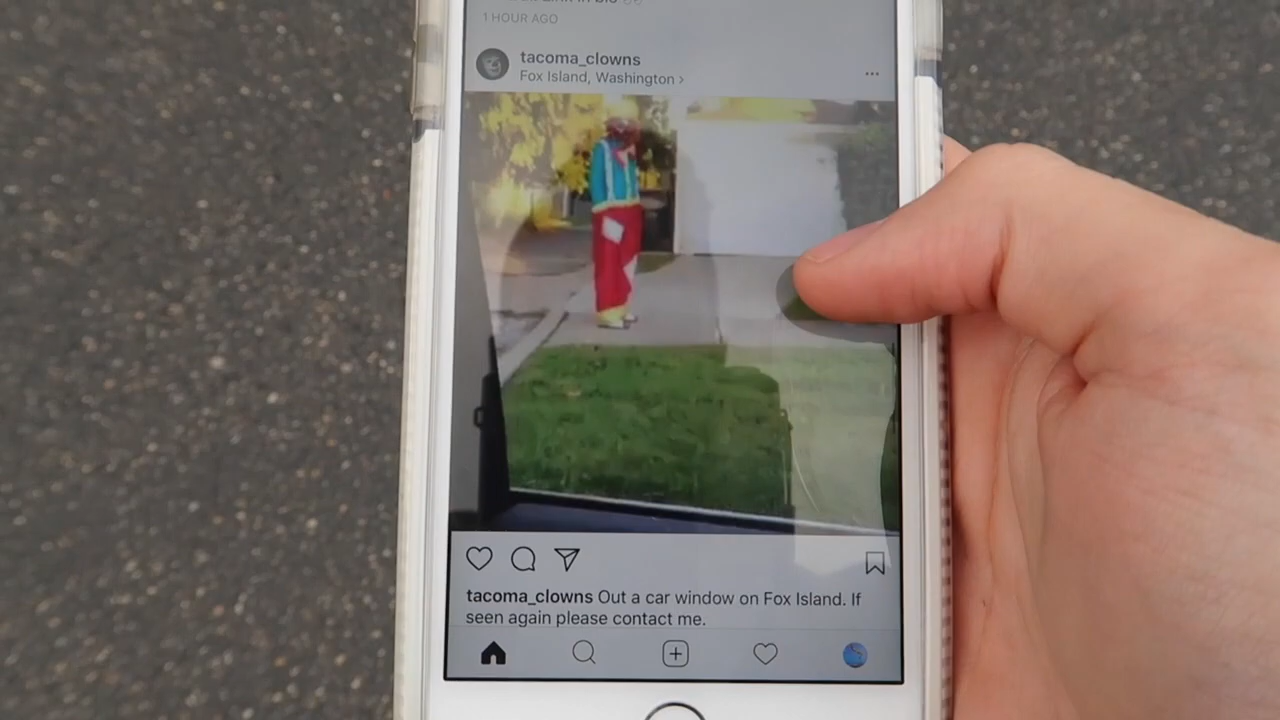 1 HOUR AGO
tacoma_clowns
Fox Island, Washington >
tacoma_clowns Out a car window on Fox Island. If
seen again please contact me.